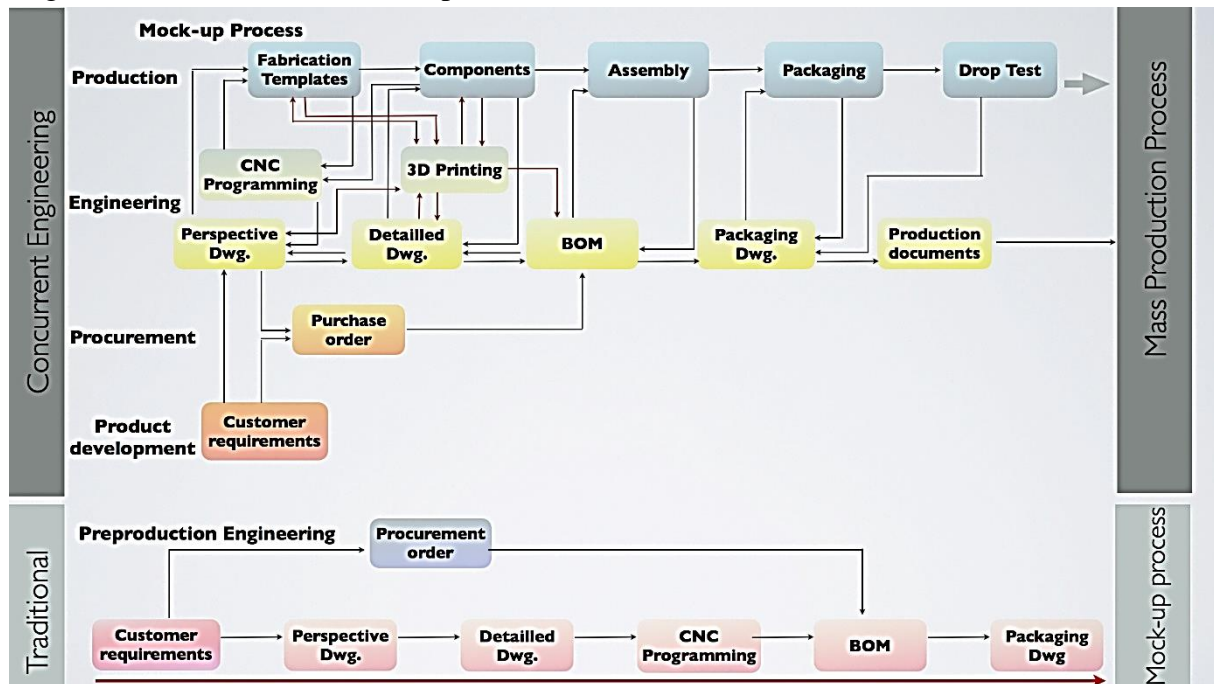 Mock-up Process
Production
Fabrication
Templates
Components
Assembly
Packaging
Drop Test
CNC
Programming
3D Printing
Engineering
Perspective
Dwg.
Detailled
Dwg.
BOM
Packaging
Dwg.
Production
documents
Procurement
Purchase
order
Product
development
Customer
requirements
Concurrent Engineering
Mass Production Process
Traditional
Preproduction Engineering
Procurement
order
Customer
requirements
Perspective
Dwg.
Detailled
Dwg.
CNC
Programming
BOM
Packaging
Dwg
Mock-up process